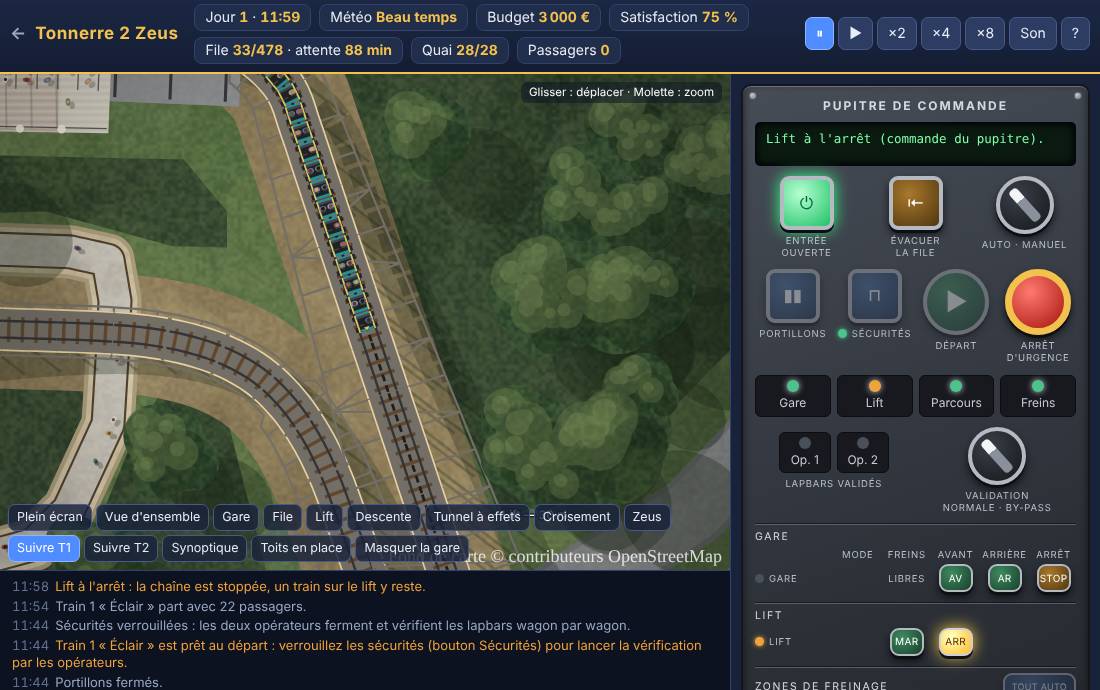 ← Tonnerre 2 Zeus
Jour 1 · 11:59
Météo Beau temps
Budget 3 000 €
Satisfaction 75 %
File 33/478 · attente 88 min
Quai 28/28
Passagers 0
×2
×4
×8
Son
?
Glisser : déplacer · Molette : zoom
Plein écran
Vue d'ensemble
Gare
File
Lift
Descente
Tunnel à effets
Croisement
Zeus
Suivre T1
Suivre T2
Synoptique
Toits en place
Masquer la gare
rte © contributeurs OpenStreetMap
11:58 Lift à l'arrêt : la chaîne est stoppée, un train sur le lift y reste.
11:54 Train 1 « Éclair » part avec 22 passagers.
11:44 Sécurités verrouillées : les deux opérateurs ferment et vérifient les lapbars wagon par wagon.
11:44 Train 1 « Éclair » est prêt au départ : verrouillez les sécurités (bouton Sécurités) pour lancer la vérification
par les opérateurs.
11:44 Portillons fermés.
PUPITRE DE COMMANDE
Lift à l'arrêt (commande du pupitre).
ENTRÉE
OUVERTE
ÉVACUER
LA FILE
AUTO · MANUEL
PORTILLONS
SÉCURITÉS
DÉPART
ARRÊT
D'URGENCE
Gare
Lift
Parcours
Freins
Op. 1
Op. 2
LAPBARS VALIDÉS
VALIDATION
NORMALE · BY-PASS
GARE
MODE FREINS AVANT ARRIÈRE ARRÊT
GARE LIBRES AV AR STOP
LIFT
LIFT MAR ARR
ZONES DE FREINAGE TOUT AUTO